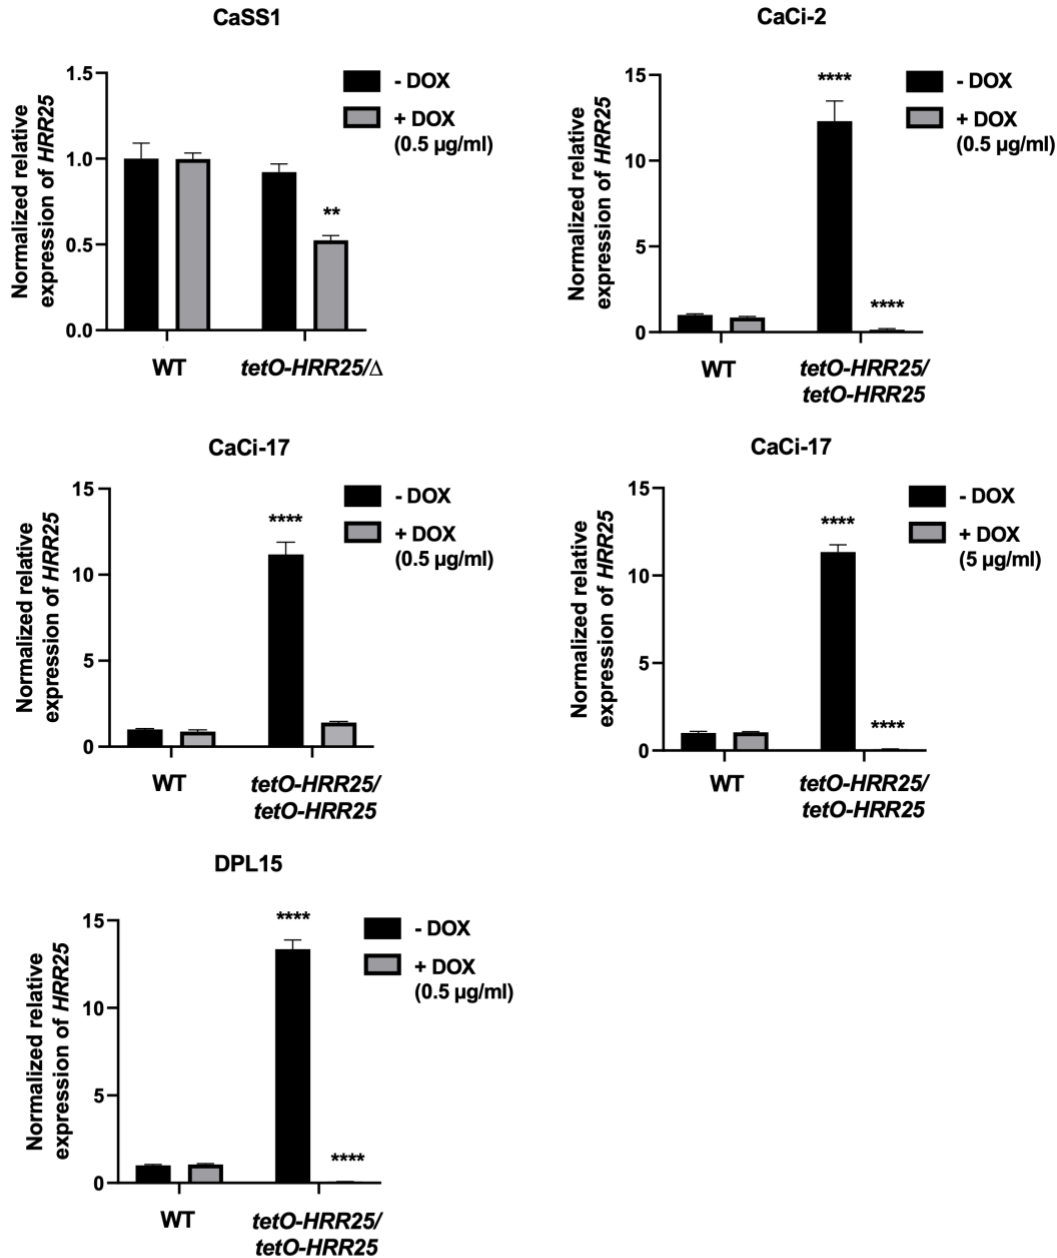 CaSS1
Normalized relative
expression of HRR25
1.5
1.0
0.5
0.0
**
WT
tetO-HRR25/Δ
- DOX
+ DOX
(0.5 µg/ml)
CaCi-2
Normalized relative
expression of HRR25
15
10
5
0
****
****
WT
tetO-HRR25/
tetO-HRR25
- DOX
+ DOX
(0.5 µg/ml)
CaCi-17
Normalized relative
expression of HRR25
15
10
5
0
****
WT
tetO-HRR25/
tetO-HRR25
- DOX
+ DOX
(0.5 µg/ml)
CaCi-17
Normalized relative
expression of HRR25
15
10
5
0
****
****
WT
tetO-HRR25/
tetO-HRR25
- DOX
+ DOX
(5 µg/ml)
DPL15
Normalized relative
expression of HRR25
15
10
5
0
****
****
WT
tetO-HRR25/
tetO-HRR25
- DOX
+ DOX
(0.5 µg/ml)